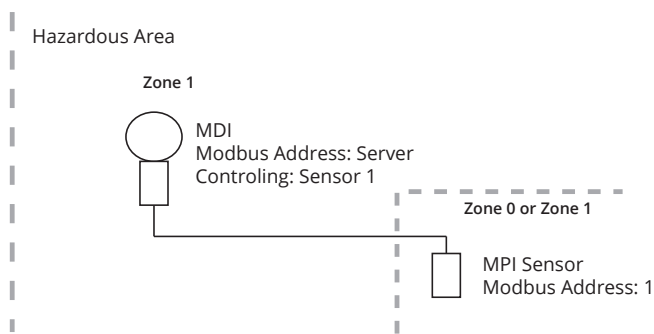 Hazardous Area
Zone 1
MDI
Modbus Address: Server
Controling: Sensor 1
Zone 0 or Zone 1
MPI Sensor
Modbus Address: 1